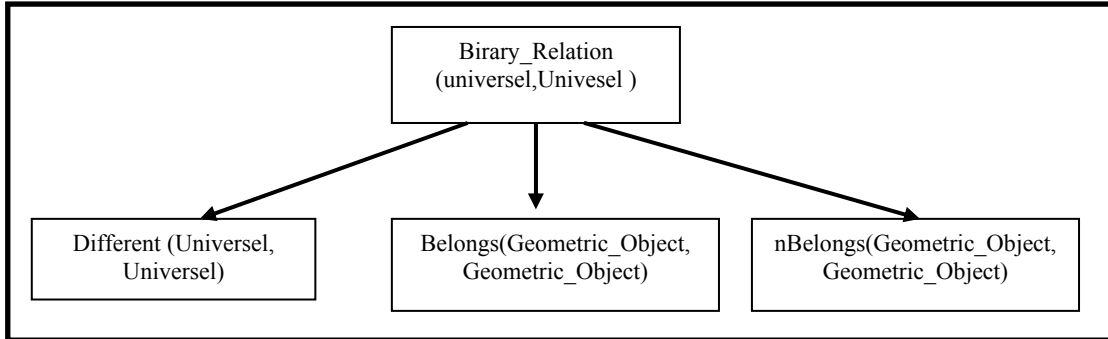 Birary_Relation
(universel,Univesel )
Different (Universel,
Universel)
Belongs(Geometric_Object,
Geometric_Object)
nBelongs(Geometric_Object,
Geometric_Object)